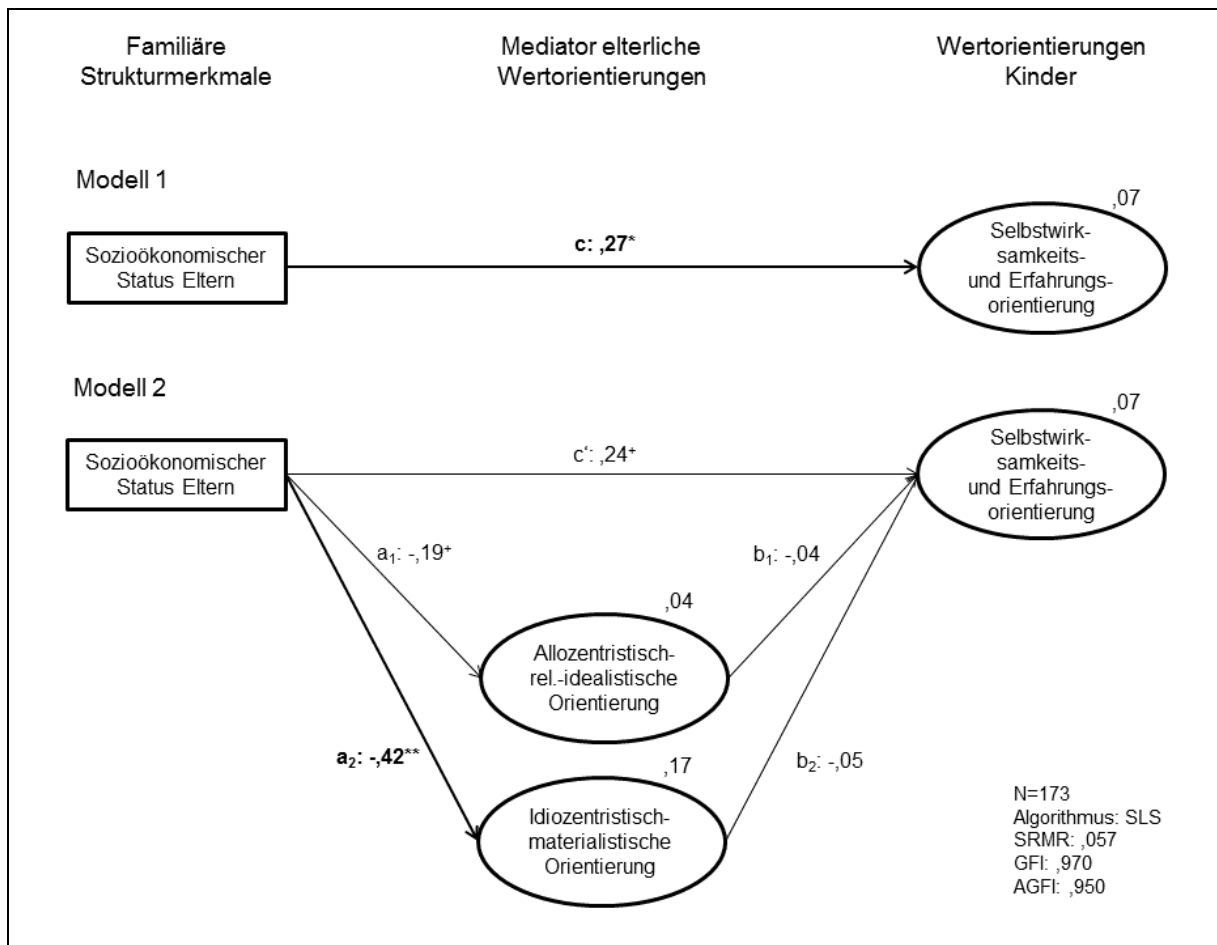 Familiäre
Strukturmerkmale
Mediator elterliche
Wertorientierungen
Wertorientierungen
Kinder
Modell 1
Sozioökonomischer
Status Eltern
c: ,27*
,07
Selbstwirk-
samkeits-
und Erfahrungs-
orientierung
Modell 2
Sozioökonomischer
Status Eltern
c‘: ,24⁺
,07
Selbstwirk-
samkeits-
und Erfahrungs-
orientierung
a₁: -,19⁺
b₁: -,04
,04
Allozentristisch-
rel.-idealistische
Orientierung
a₂: -,42**
b₂: -,05
,17
Idiozentristisch-
materialistische
Orientierung
N=173
Algorithmus: SLS
SRMR: ,057
GFI: ,970
AGFI: ,950